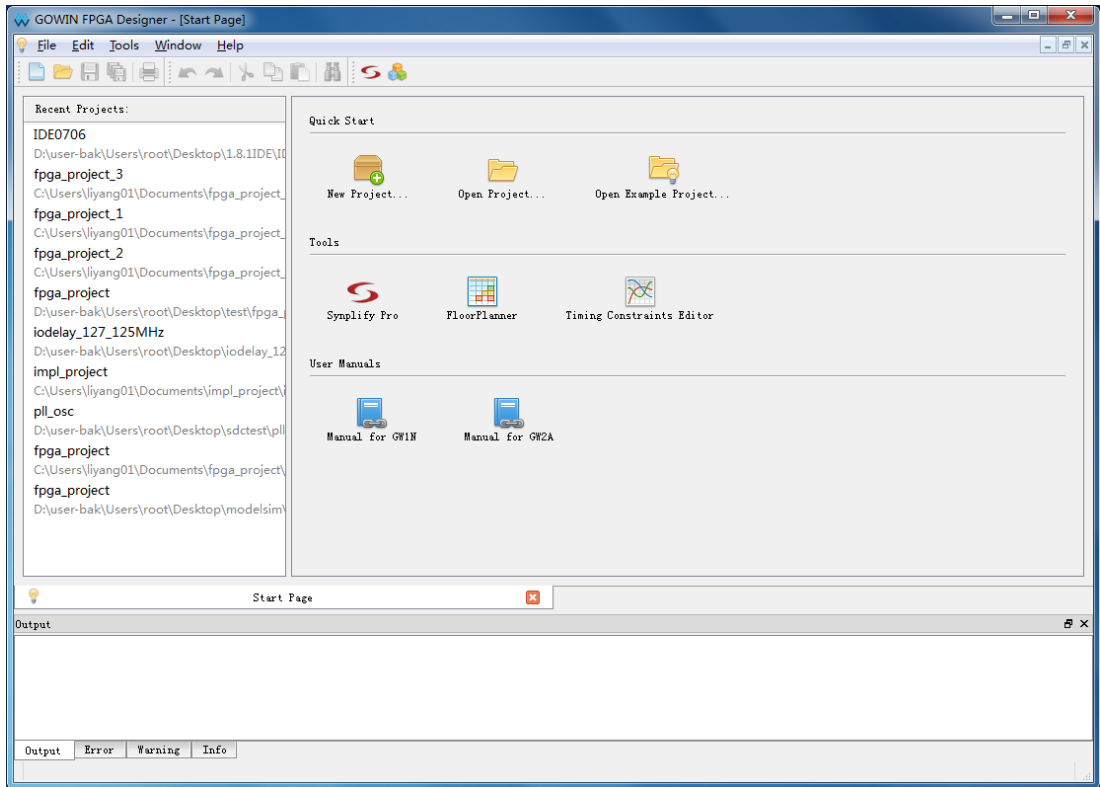 GOWIN FPGA Designer - [Start Page]
File Edit Tools Window Help
Recent Projects:
IDE0706
D:\user-bak\Users\root\Desktop\1.8.1IDE\
fpga_project_3
C:\Users\liyang01\Documents\fpga_project_
fpga_project_1
C:\Users\liyang01\Documents\fpga_project_
fpga_project_2
C:\Users\liyang01\Documents\fpga_project_
fpga_project
D:\user-bak\Users\root\Desktop\test\fpga_
iodelay_127_125MHz
D:\user-bak\Users\root\Desktop\iodelay_12
impl_project
C:\Users\liyang01\Documents\impl_project\
pll_osc
D:\user-bak\Users\root\Desktop\sdctest\pll
fpga_project
C:\Users\liyang01\Documents\fpga_project\
fpga_project
D:\user-bak\Users\root\Desktop\modelsim\
Quick Start
New Project... Open Project... Open Example Project...
Tools
Synplify Pro FloorPlanner Timing Constraints Editor
User Manuals
Manual for GW1N Manual for GW2A
Start Page
Output
Output Error Warning Info